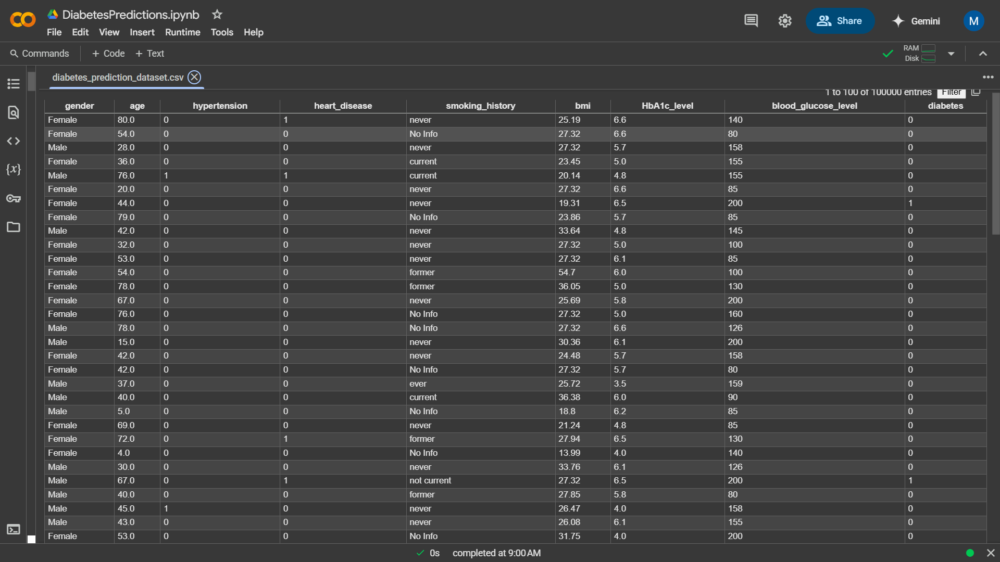 DiabetesPredictions.ipynb
File Edit View Insert Runtime Tools Help
Share
Gemini
M
Commands + Code + Text
RAM
Disk
diabetes_prediction_dataset.csv
1 to 100 of 100000 entries Filter
gender age hypertension heart_disease smoking_history bmi HbA1c_level blood_glucose_level diabetes
Female 80.0 0 1 never 25.19 6.6 140 0
Female 54.0 0 0 No Info 27.32 6.6 80 0
Male 28.0 0 0 never 27.32 5.7 158 0
Female 36.0 0 0 current 23.45 5.0 155 0
Male 76.0 1 1 current 20.14 4.8 155 0
Female 20.0 0 0 never 27.32 6.6 85 0
Female 44.0 0 0 never 19.31 6.5 200 1
Female 79.0 0 0 No Info 23.86 5.7 85 0
Male 42.0 0 0 never 33.64 4.8 145 0
Female 32.0 0 0 never 27.32 5.0 100 0
Female 53.0 0 0 never 27.32 6.1 85 0
Female 54.0 0 0 former 54.7 6.0 100 0
Female 78.0 0 0 former 36.05 5.0 130 0
Female 67.0 0 0 never 25.69 5.8 200 0
Female 76.0 0 0 No Info 27.32 5.0 160 0
Male 78.0 0 0 No Info 27.32 6.6 126 0
Male 15.0 0 0 never 30.36 6.1 200 0
Female 42.0 0 0 never 24.48 5.7 158 0
Female 42.0 0 0 No Info 27.32 5.7 80 0
Male 37.0 0 0 ever 25.72 3.5 159 0
Male 40.0 0 0 current 36.38 6.0 90 0
Male 5.0 0 0 No Info 18.8 6.2 85 0
Female 69.0 0 0 never 21.24 4.8 85 0
Female 72.0 0 1 former 27.94 6.5 130 0
Female 4.0 0 0 No Info 13.99 4.0 140 0
Male 30.0 0 0 never 33.76 6.1 126 0
Male 67.0 0 1 not current 27.32 6.5 200 1
Male 40.0 0 0 former 27.85 5.8 80 0
Male 45.0 1 0 never 26.47 4.0 158 0
Male 43.0 0 0 never 26.08 6.1 155 0
Female 53.0 0 0 No Info 31.75 4.0 200 0
0s completed at 9:00 AM